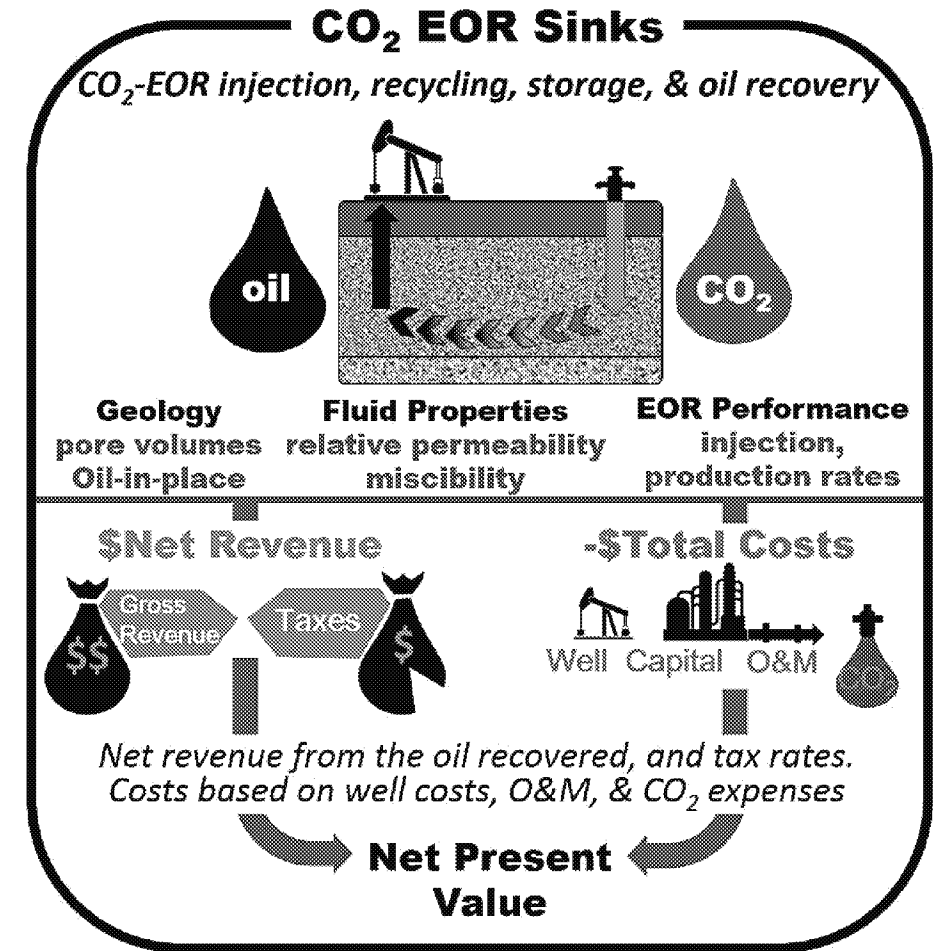 CO₂ EOR Sinks
CO₂-EOR injection, recycling, storage, & oil recovery
oil
CO₂
Geology
pore volumes
Oil-in-place
Fluid Properties
relative permeability
miscibility
EOR Performance
injection,
production rates
$Net Revenue
-$Total Costs
$$
Gross
Revenue
Taxes
$
Well Capital O&M
CO₂
Net revenue from the oil recovered, and tax rates.
Costs based on well costs, O&M, & CO₂ expenses
Net Present
Value